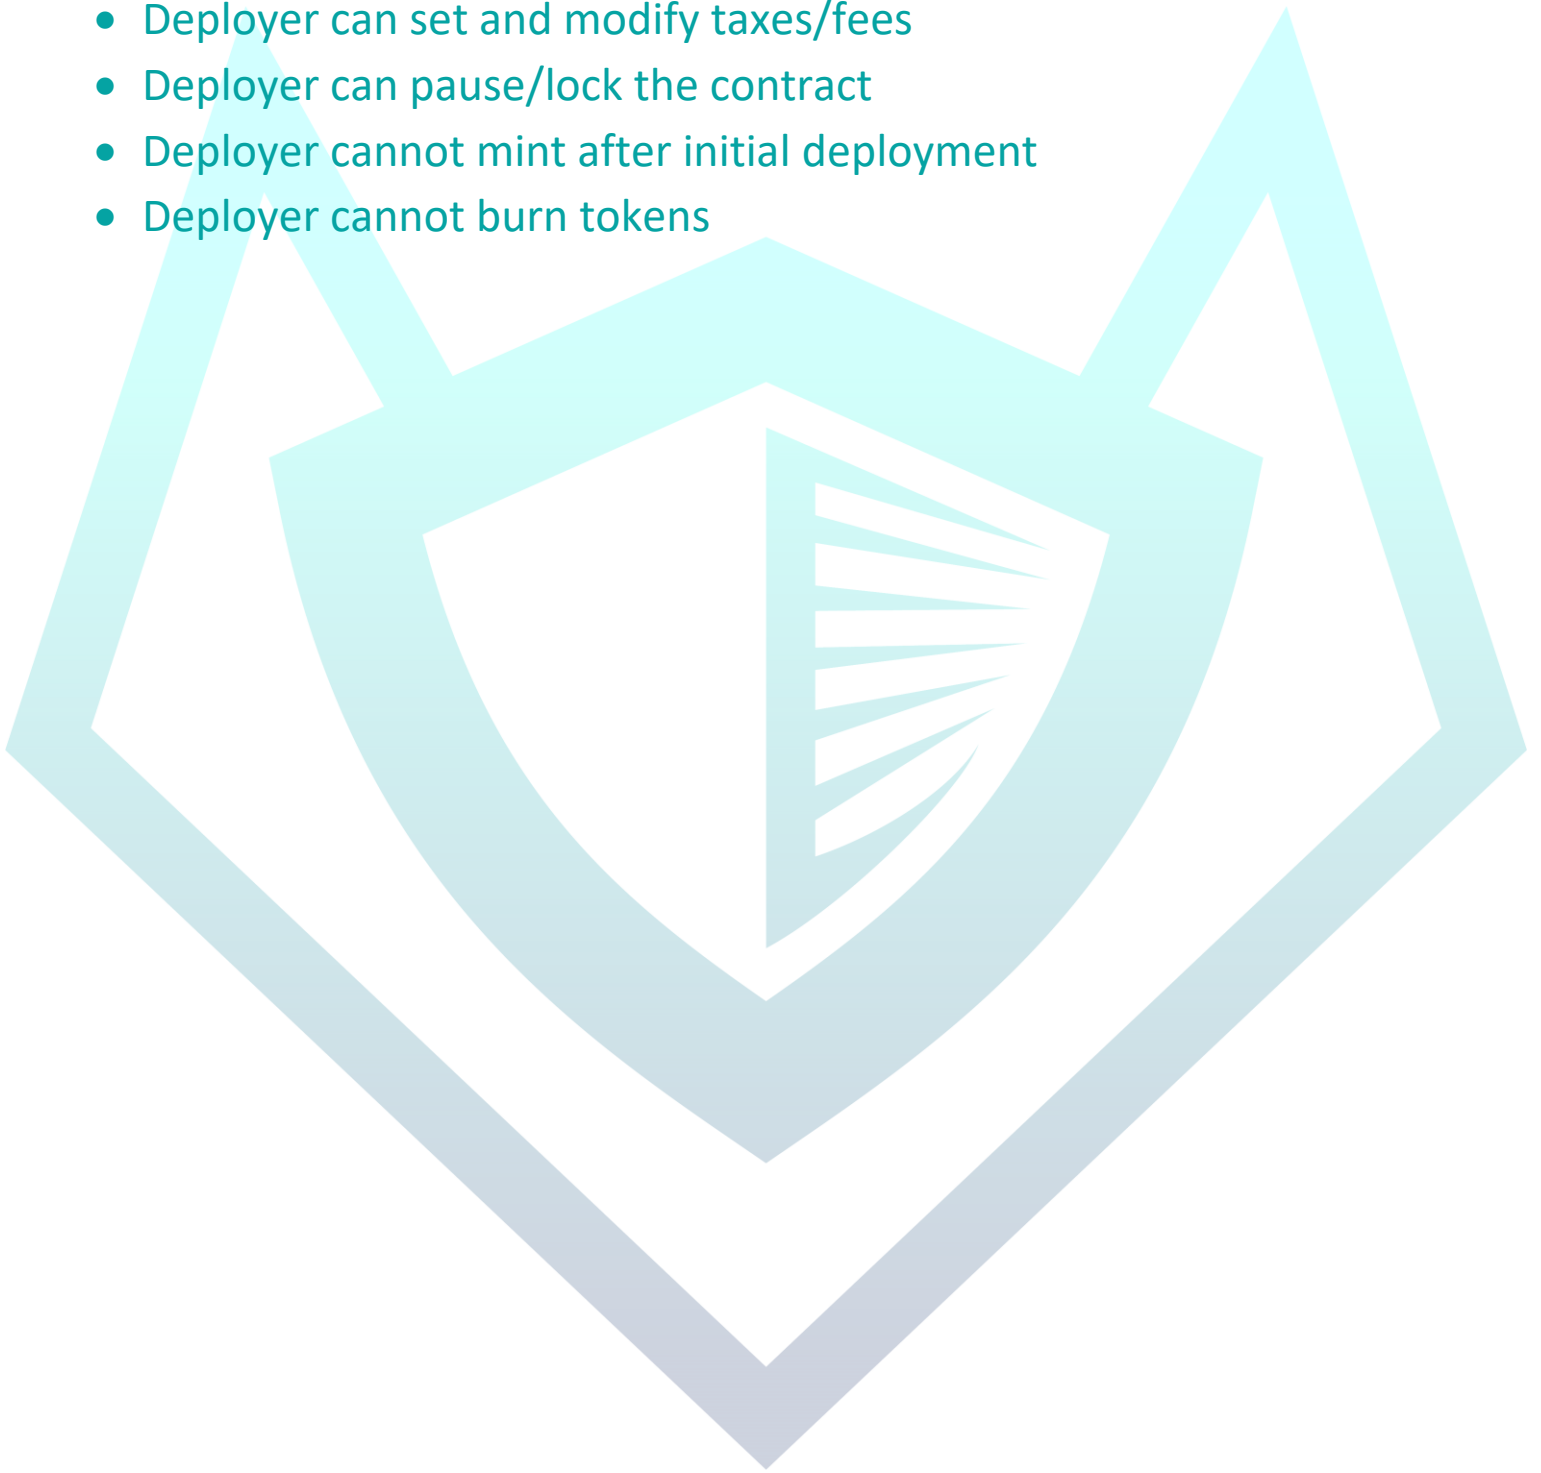 • Deployer can set and modify taxes/fees
• Deployer can pause/lock the contract
• Deployer cannot mint after initial deployment
• Deployer cannot burn tokens